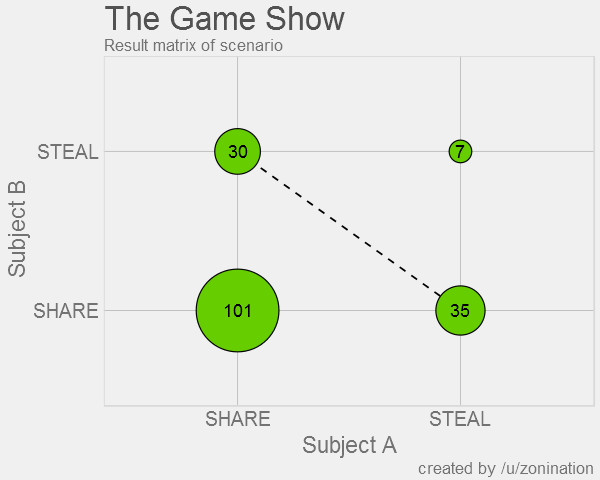 The Game Show
Result matrix of scenario
STEAL
30
7
Subject B
SHARE
101
35
SHARE
STEAL
Subject A
created by /u/zonination